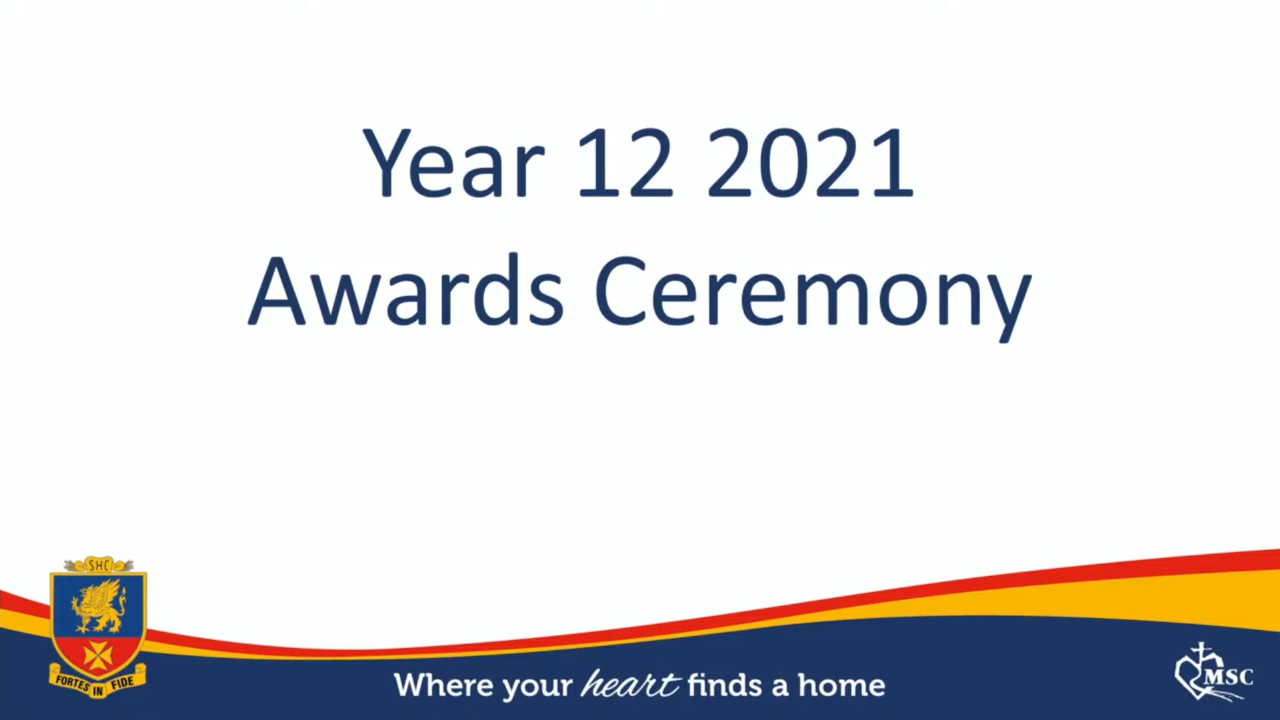 Year 12 2021
Awards Ceremony
SHC
FORTES IN FIDE
Where your heart finds a home
MSC